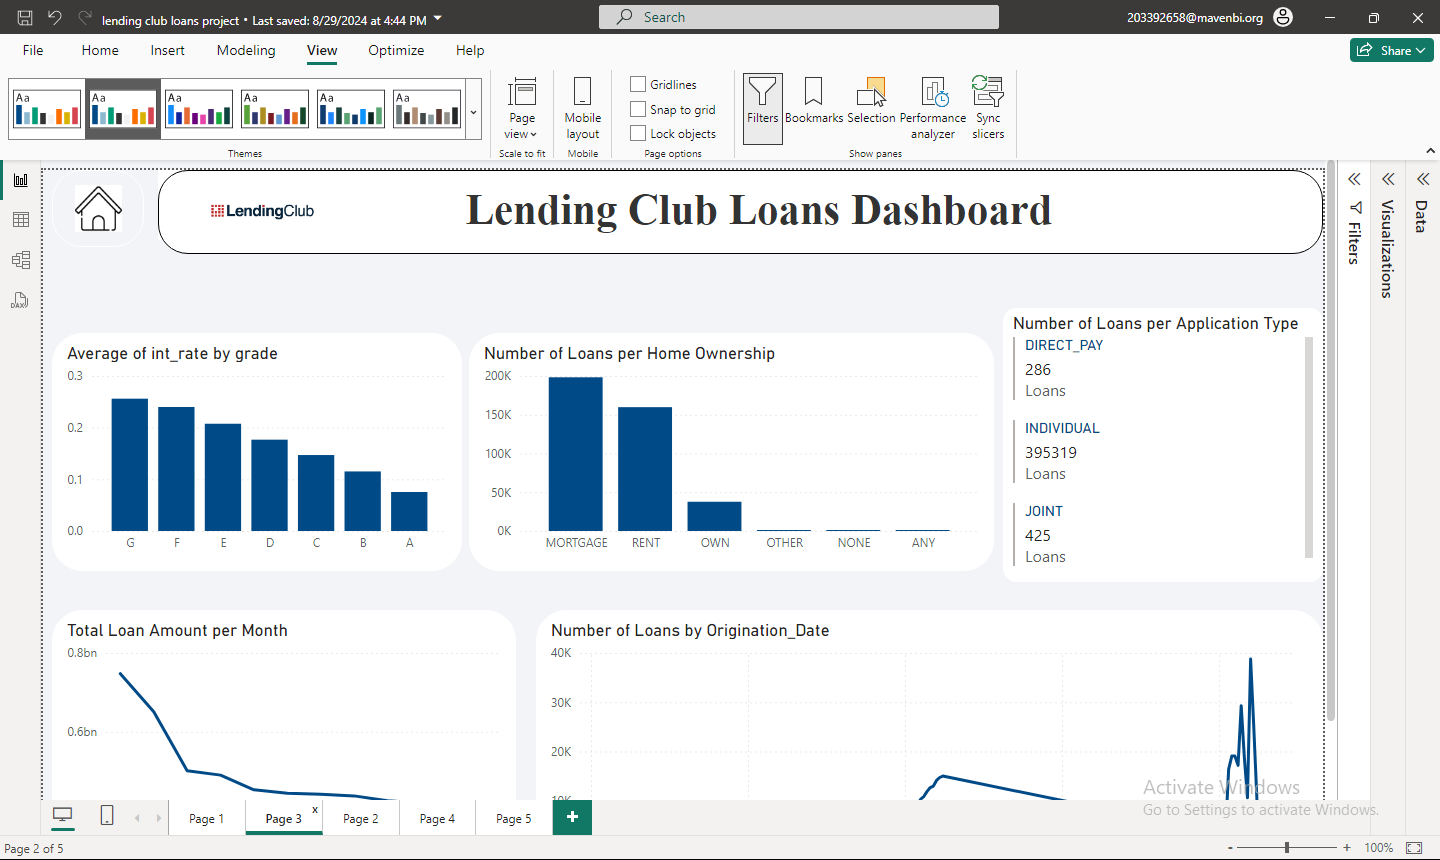 lending club loans project • Last saved: 8/29/2024 at 4:44 PM
Search
203392658@mavenbi.org
File Home Insert Modeling View Optimize Help
Share
Aa Aa Aa Aa Aa Aa
Page view
Mobile layout
Gridlines
Snap to grid
Lock objects
Filters
Bookmarks
Selection
Performance analyzer
Sync slicers
Themes
Scale to fit
Mobile
Page options
Show panes
LendingClub
Lending Club Loans Dashboard
Filters
Visualizations
Data
DAX
Average of int_rate by grade
0.3
0.2
0.1
0.0
G F E D C B A
Number of Loans per Home Ownership
200K
150K
100K
50K
0K
MORTGAGE RENT OWN OTHER NONE ANY
Number of Loans per Application Type
DIRECT_PAY
286
Loans
INDIVIDUAL
395319
Loans
JOINT
425
Loans
Total Loan Amount per Month
0.8bn
0.6bn
Number of Loans by Origination_Date
40K
30K
20K
10K
Activate Windows
Go to Settings to activate Windows.
Page 1
Page 3
x
Page 2
Page 4
Page 5
+
Page 2 of 5
- + 100%